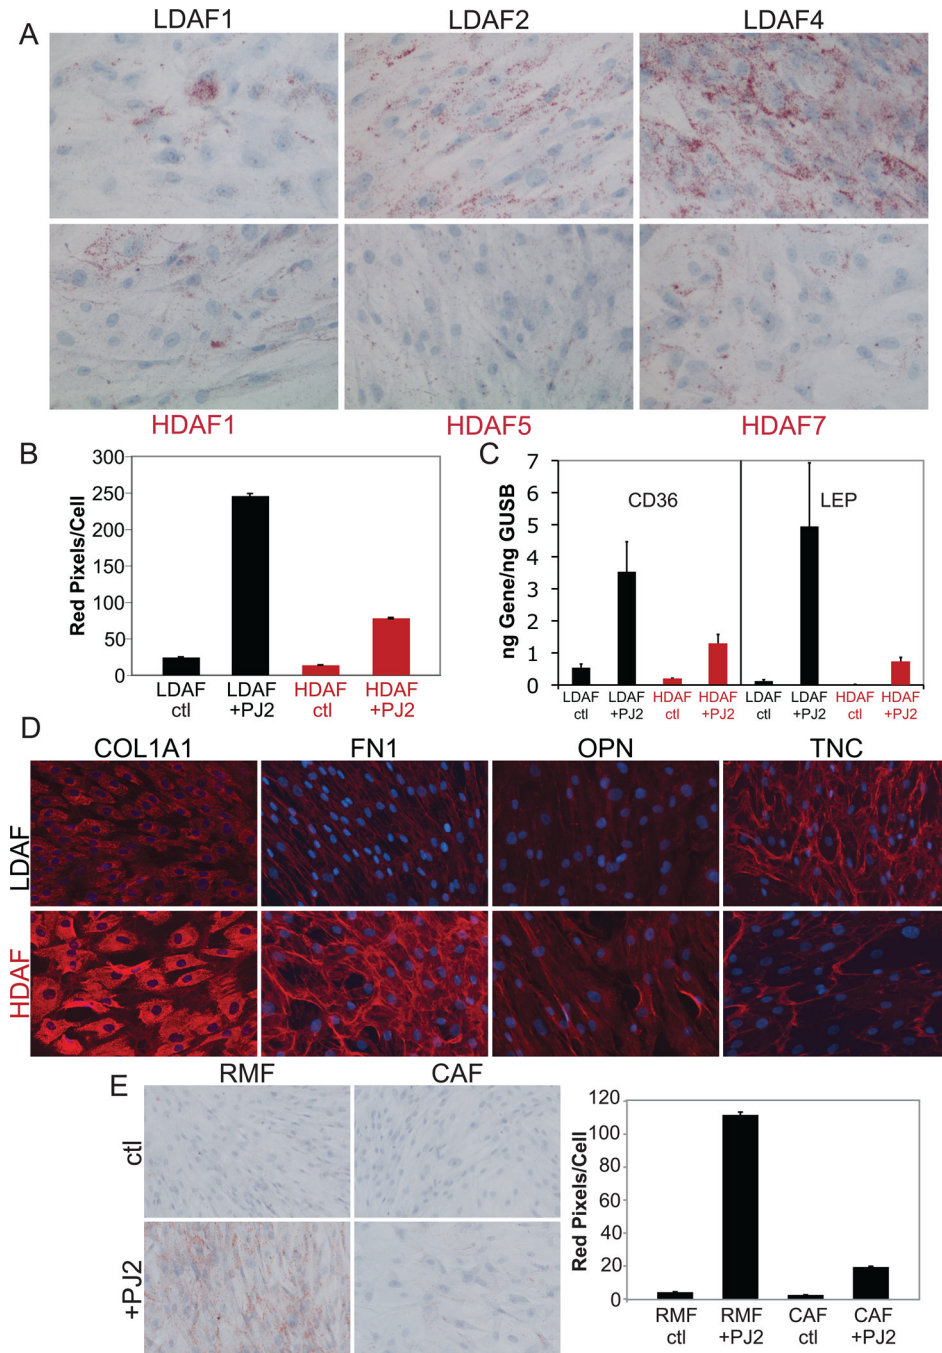 A
LDAF1 LDAF2 LDAF4
HDAF1 HDAF5 HDAF7
B
Red Pixels/Cell
300
250
200
150
100
50
0
LDAF ctl
LDAF +PJ2
HDAF ctl
HDAF +PJ2
C
ng Gene/ng GUSB
7
6
5
4
3
2
1
0
CD36 LEP
LDAF ctl
LDAF +PJ2
HDAF ctl
HDAF +PJ2
LDAF ctl
LDAF +PJ2
HDAF ctl
HDAF +PJ2
D
COL1A1 FN1 OPN TNC
LDAF
HDAF
E
RMF CAF
ctl
+PJ2
Red Pixels/Cell
120
100
80
60
40
20
0
RMF ctl
RMF +PJ2
CAF ctl
CAF +PJ2